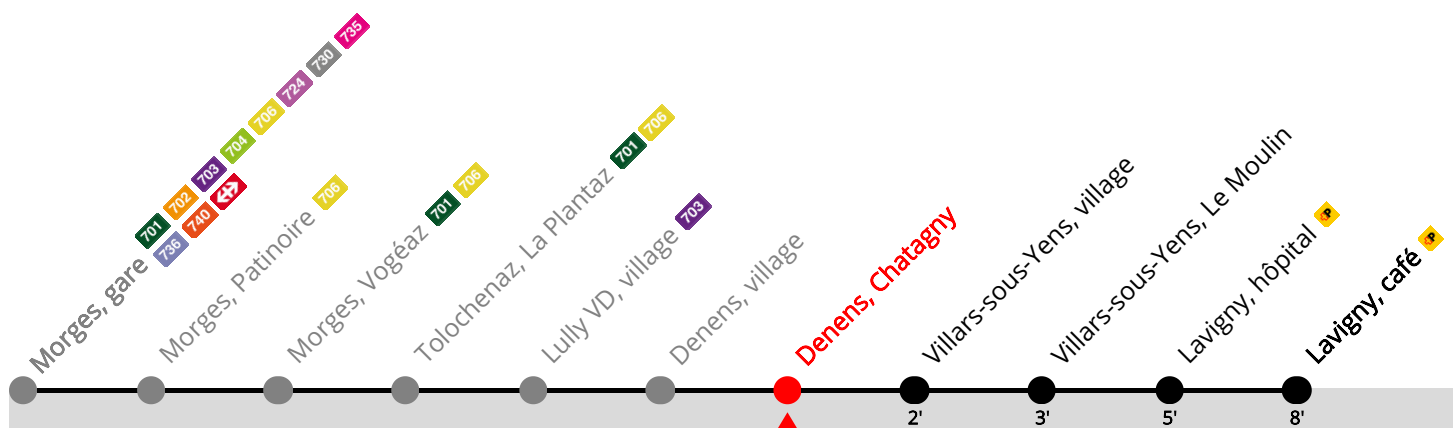 Morges, gare 701 702 703 704 706 724 730 735
736 740
Morges, Patinoire 706
Morges, Vogéaz 701 706
Tolochenaz, La Plantaz 701 706
Lully VD, village 703
Denens, village
Denens, Chatagny
Villars-sous-Yens, village
Villars-sous-Yens, Le Moulin
Lavigny, hôpital P
Lavigny, café P
2' 3' 5' 8'